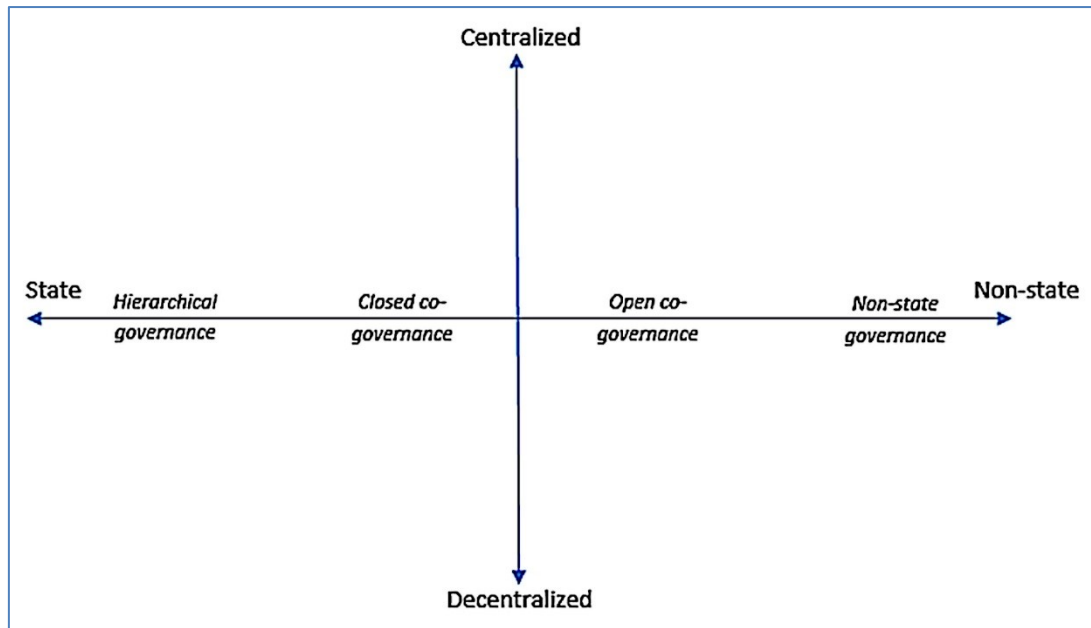 Centralized
State
Non-state
Hierarchical
governance
Closed co-
governance
Open co-
governance
Non-state
governance
Decentralized